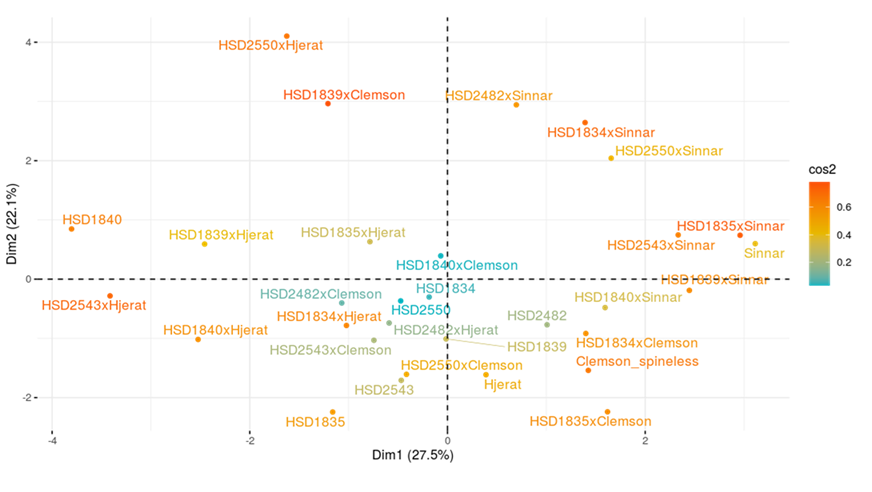 4
HSD2550xHjerat
HSD1839xClemson
HSD2482xSinnar
HSD1834xSinnar
HSD2550xSinnar
2
cos2
0.6
0.4
0.2
HSD1840
HSD1839xHjerat
HSD1835xHjerat
HSD1835xSinnar
HSD2543xSinnar
Sinnar
HSD1840xClemson
Dim2 (22.1%)
0
HSD1839xSinnar
HSD2543xHjerat
HSD2482xClemson
HSD1834
HSD1840xSinnar
HSD2550
HSD1834xHjerat
HSD2482
HSD1840xHjerat
HSD2482xHjerat
HSD2543xClemson
HSD1839
HSD1834xClemson
HSD2550xClemson
Clemson_spineless
HSD2543
Hjerat
-2
HSD1835
HSD1835xClemson
-4
-2
0
2
Dim1 (27.5%)